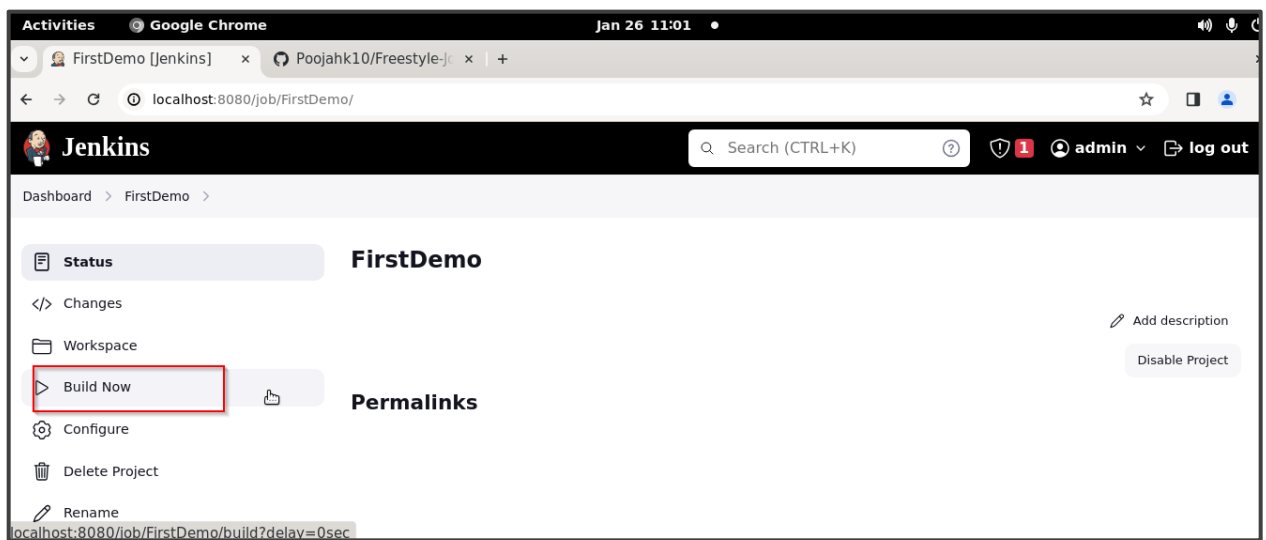 Activities Google Chrome Jan 26 11:01
FirstDemo [Jenkins] × Poojahk10/Freestyle-Jo × +
localhost:8080/job/FirstDemo/
Jenkins Search (CTRL+K) ? 1 admin log out
Dashboard > FirstDemo >
Status
FirstDemo
Changes
Add description
Workspace
Disable Project
Build Now
Permalinks
Configure
Delete Project
Rename
localhost:8080/job/FirstDemo/build?delay=0sec